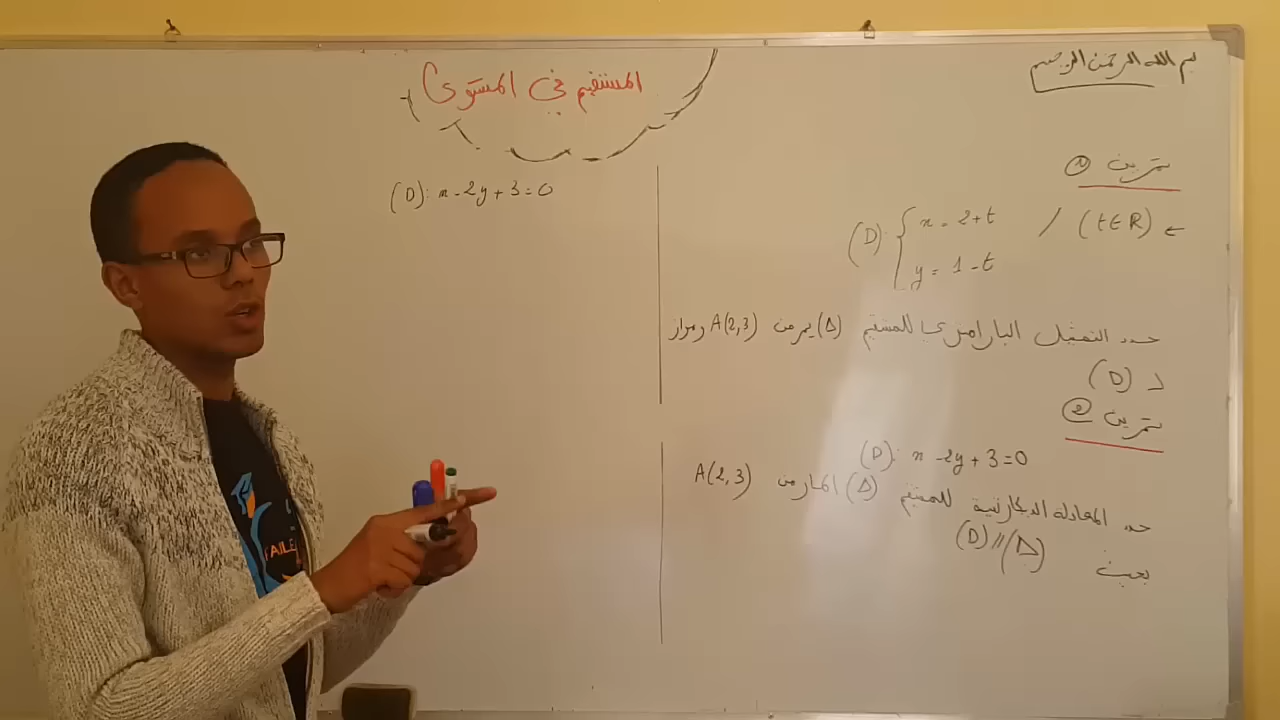 بسم الله الرحمن الرحيم
المستقيم في المستوى
تمرين 1
(D): { x = 2+t / (t∈R) ←
y = 1-t
حدد التمثيل البارامتري للمستقيم (Δ) يمر من A(2,3) وموازٍ
لـ (D)
تمرين 2
(D): x-2y+3=0
حدد المعادلة الديكارتية للمستقيم (Δ) المار من A(2,3)
بحيث (Δ)//(D)
(D): x-2y+3=0